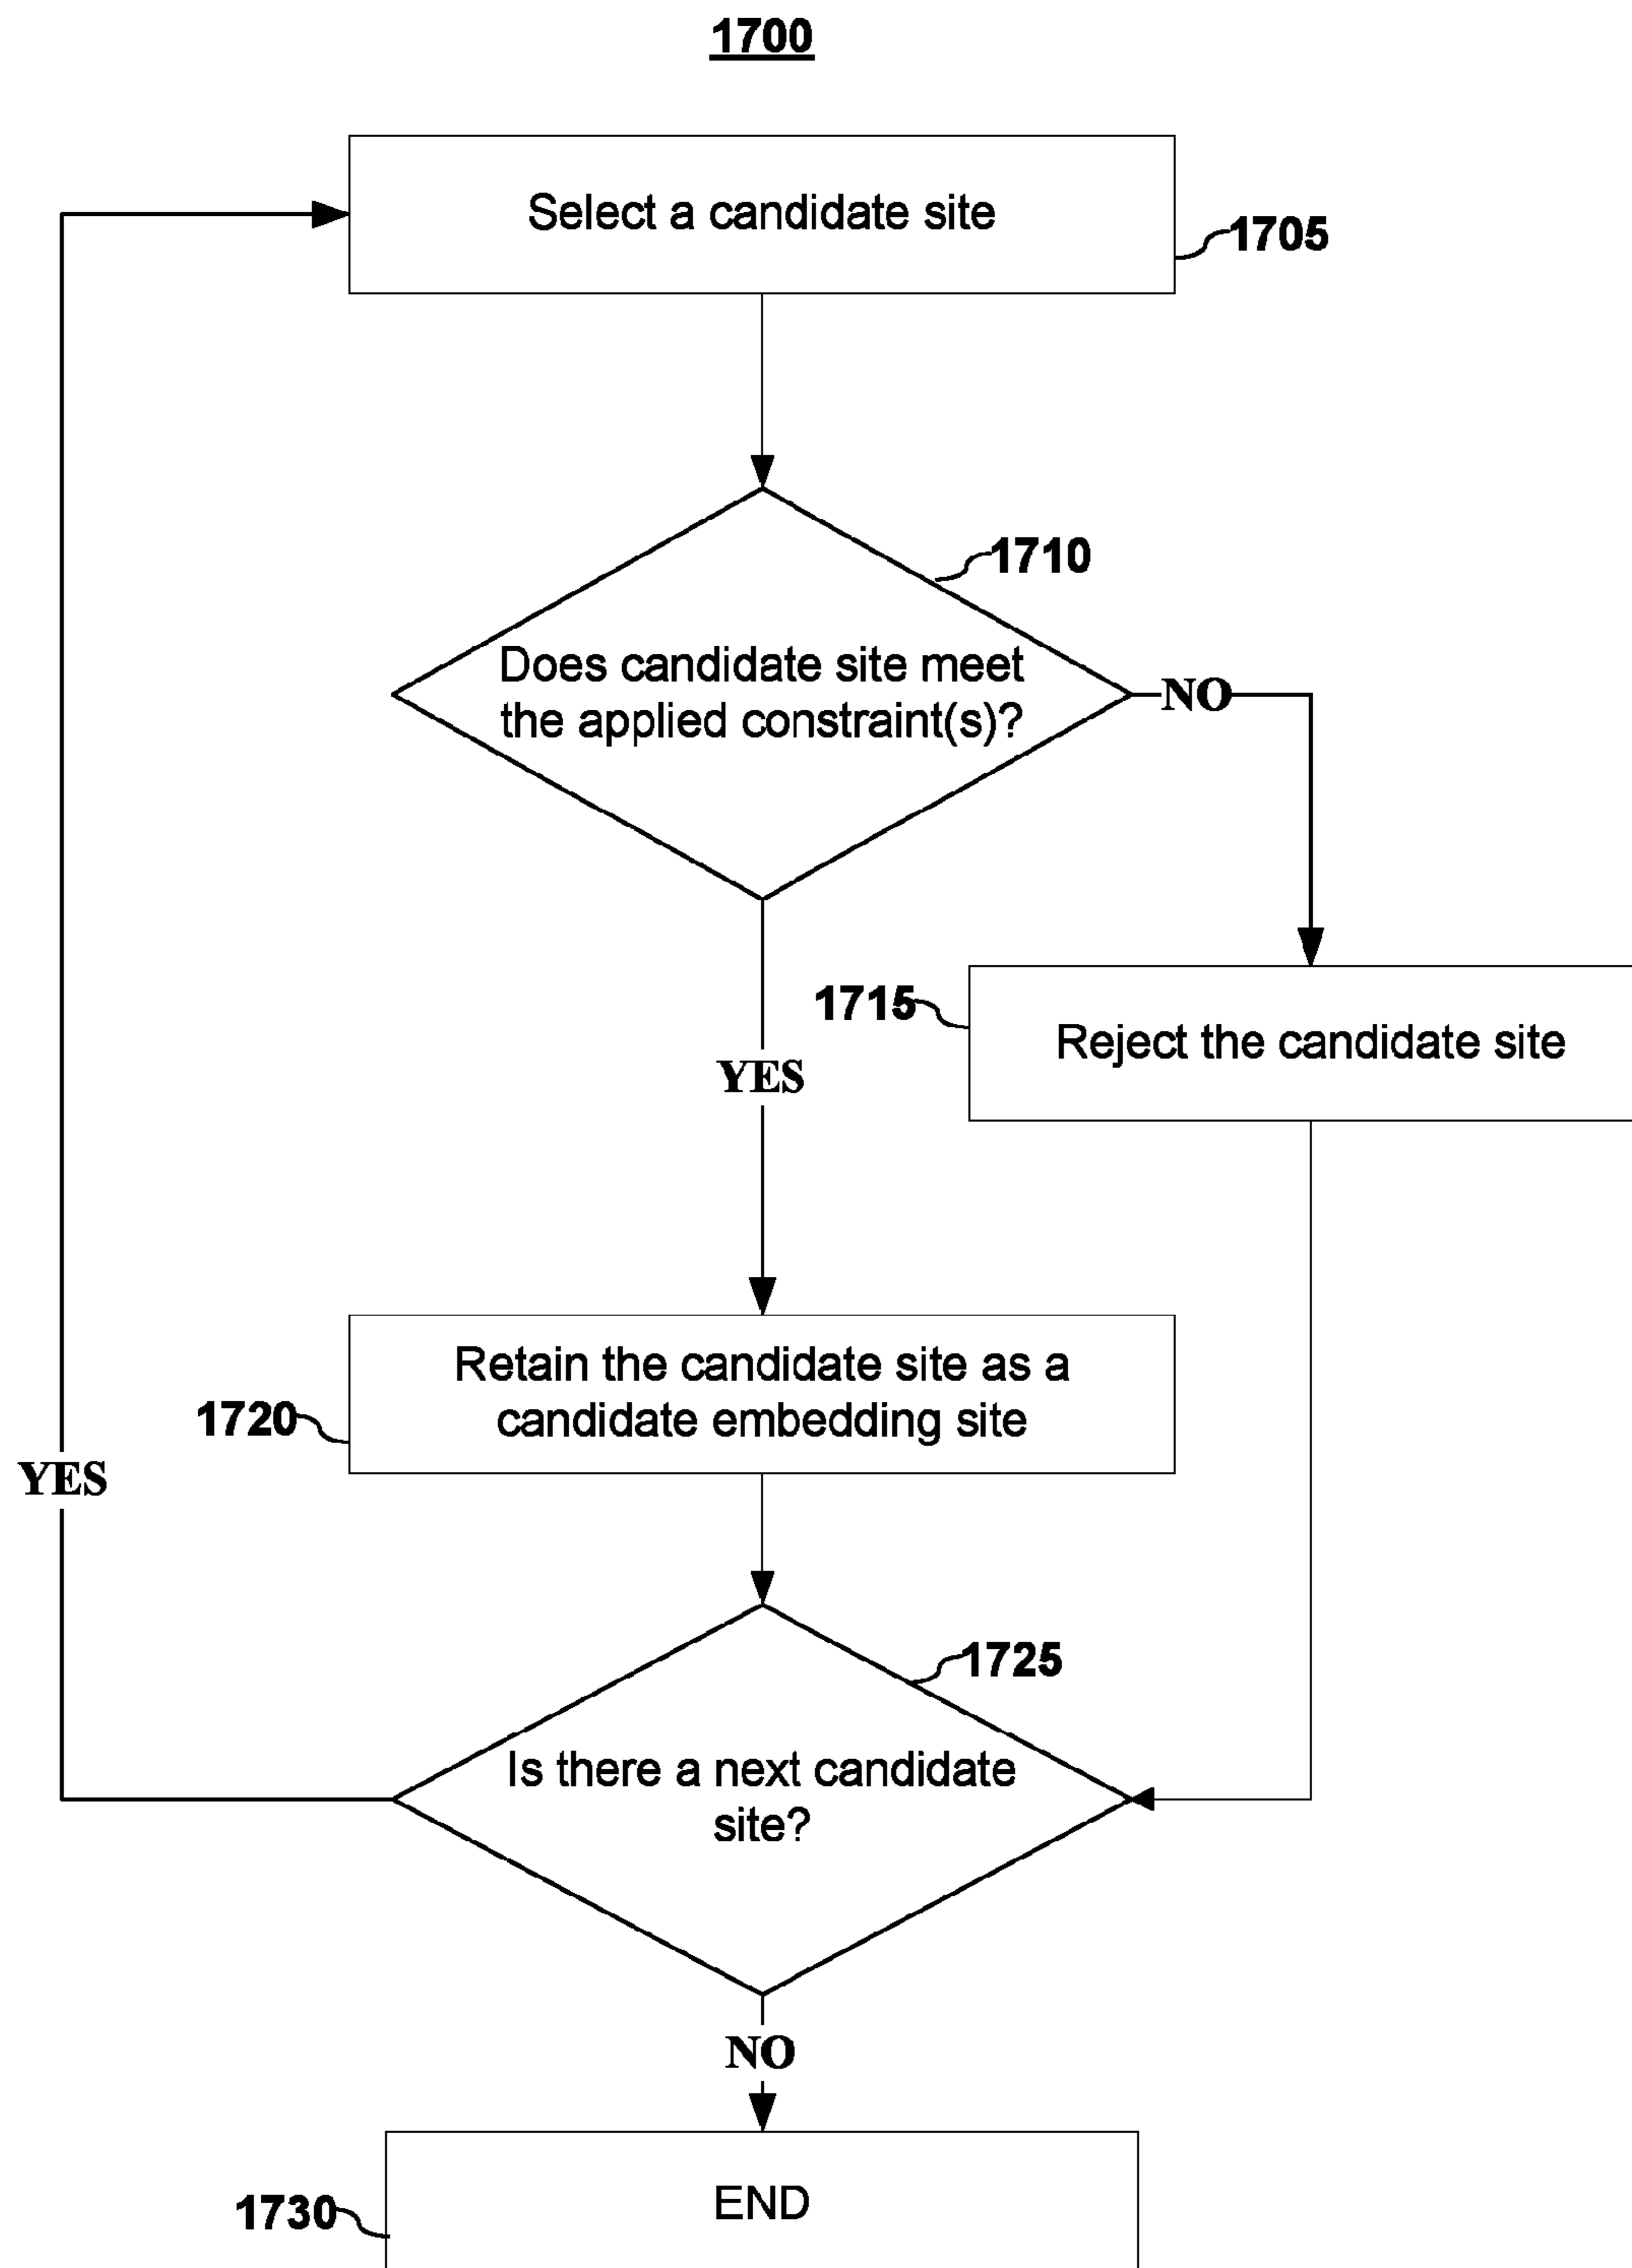 1700
Select a candidate site
1705
1710
Does candidate site meet
the applied constraint(s)?
NO
1715
Reject the candidate site
YES
Retain the candidate site as a
candidate embedding site
1720
YES
1725
Is there a next candidate
site?
NO
END
1730